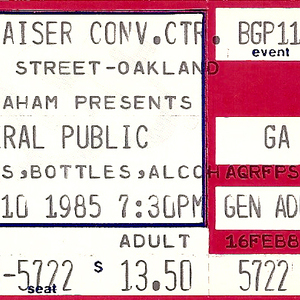 AISER CONV.CTR. BGP11
event
STREET-OAKLAND
AHAM PRESENTS
RAL PUBLIC GA
S,BOTTLES,ALCOH AQRFPS
10 1985 7:30PM GEN AD
ADULT 16FEB8
-5722 $ 13.50 5722
seat